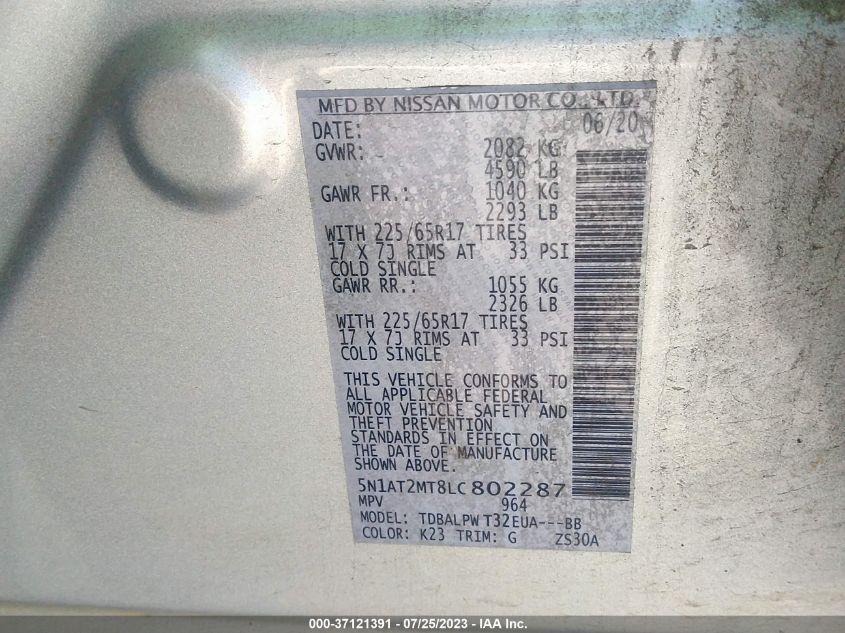 MFD BY NISSAN MOTOR CO., LTD.
DATE: 06/20
GVWR: 2082 KG
4590 LB
GAWR FR.: 1040 KG
2293 LB
WITH 225/65R17 TIRES
17 X 7J RIMS AT 33 PSI
COLD SINGLE
GAWR RR.: 1055 KG
2326 LB
WITH 225/65R17 TIRES
17 X 7J RIMS AT 33 PSI
COLD SINGLE
THIS VEHICLE CONFORMS TO
ALL APPLICABLE FEDERAL
MOTOR VEHICLE SAFETY AND
THEFT PREVENTION
STANDARDS IN EFFECT ON
THE DATE OF MANUFACTURE
SHOWN ABOVE.
5N1AT2MT8LC802287
MPV 964
MODEL: TDBALPW T32EUA---BB
COLOR: K23 TRIM: G ZS30A
000-37121391 - 07/25/2023 - IAA Inc.